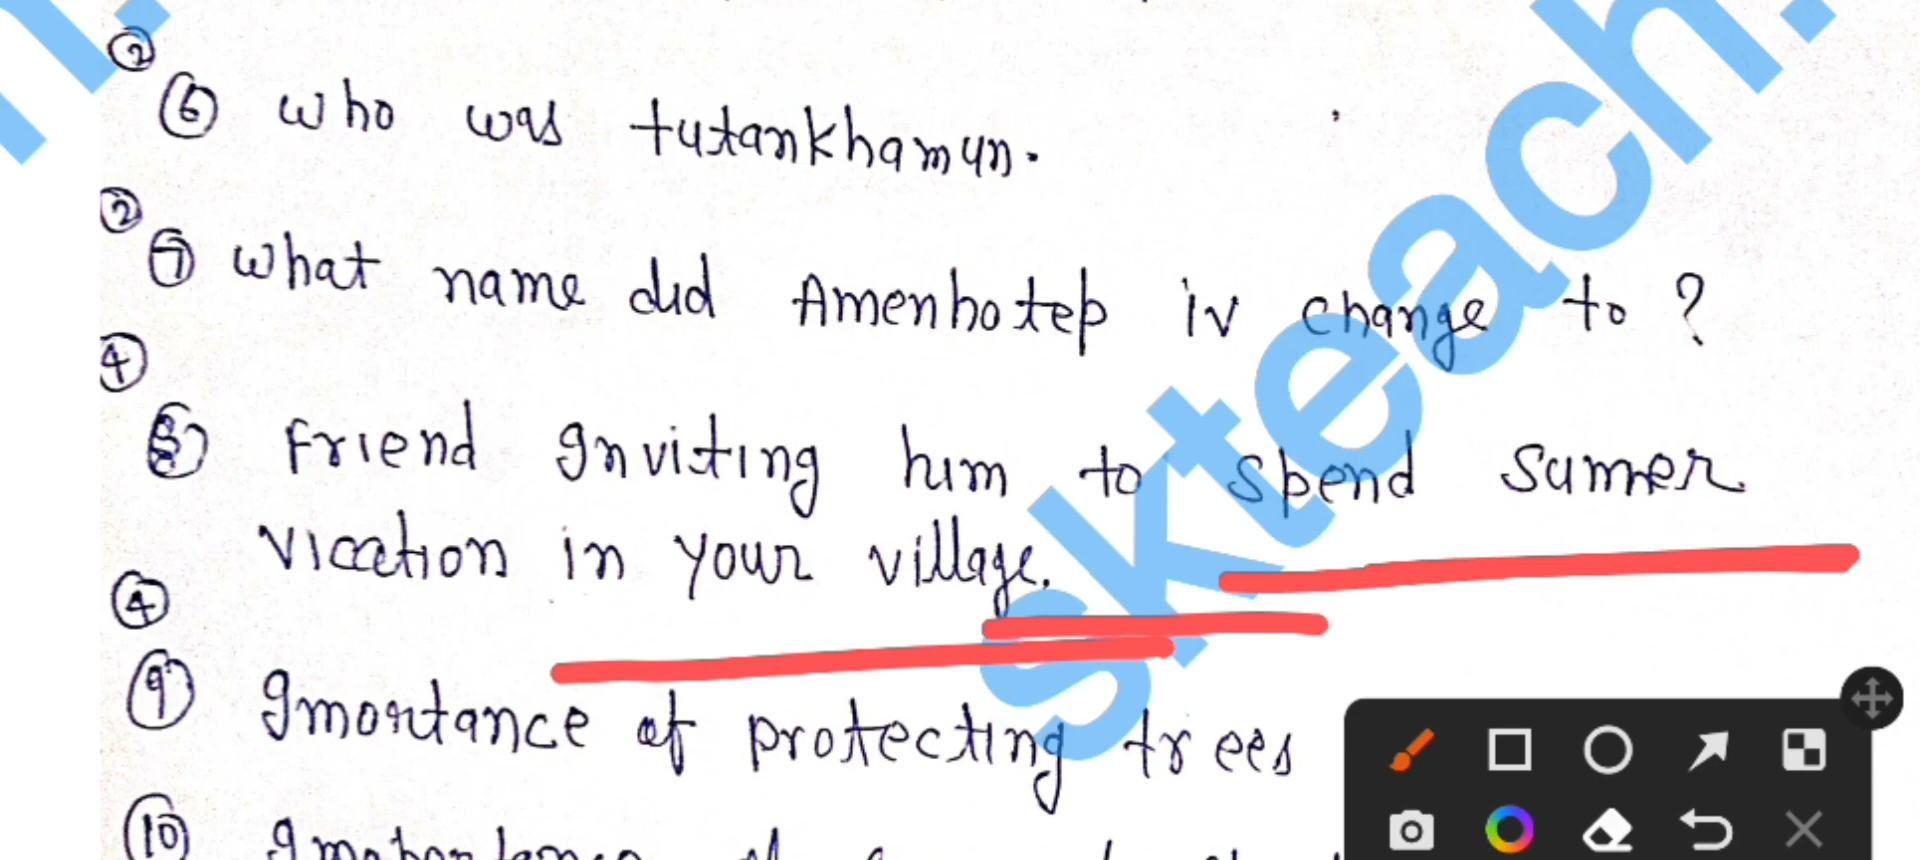 ②
⑥ who was tutankhamun.
②
⑦ what name did Amenhotep iv change to ?
④
⑧ friend Inviting him to spend sumer
vication in your village.
④
⑨ Imortance of protecting trees
⑩
skteach.